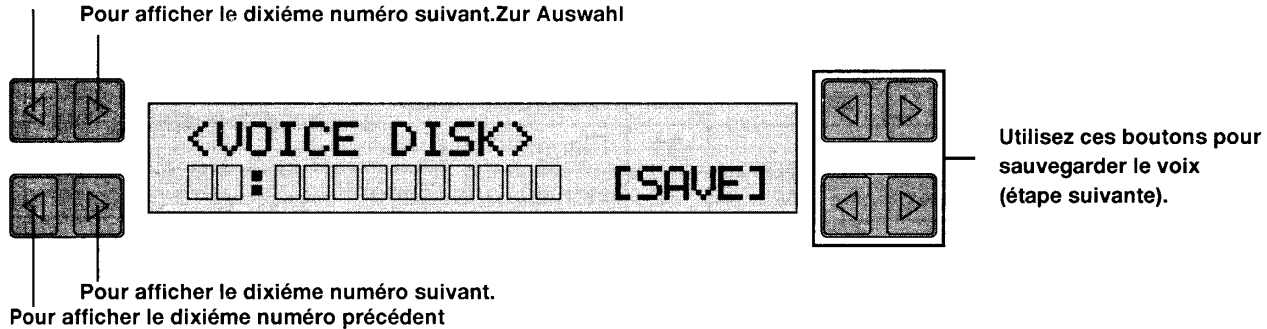 Pour afficher le dixiéme numéro suivant.Zur Auswahl
<VOICE DISK>
[SAVE]
Utilisez ces boutons pour
sauvegarder le voix
(étape suivante).
Pour afficher le dixiéme numéro suivant.
Pour afficher le dixiéme numéro précédent